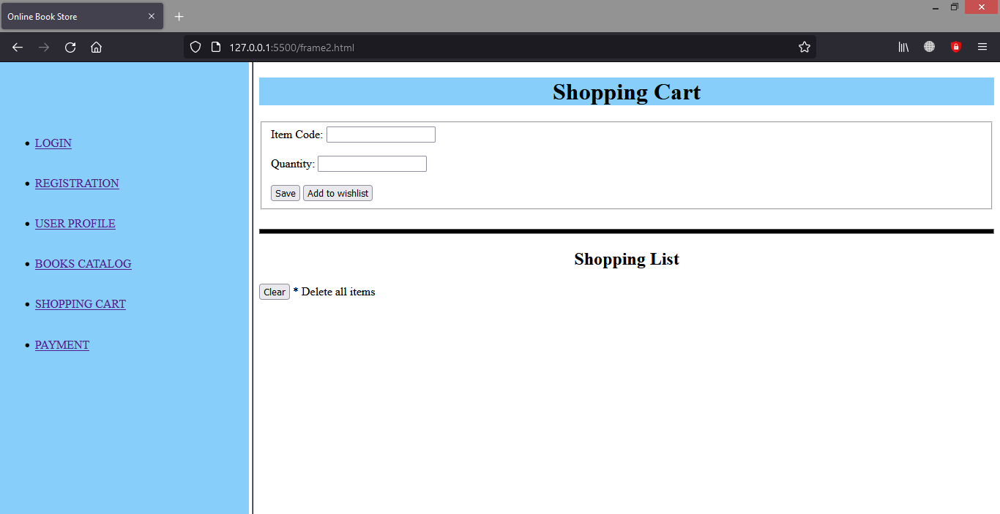 Online Book Store
127.0.0.1:5500/frame2.html
LOGIN
REGISTRATION
USER PROFILE
BOOKS CATALOG
SHOPPING CART
PAYMENT
Shopping Cart
Item Code:
Quantity:
Save Add to wishlist
Shopping List
Clear * Delete all items